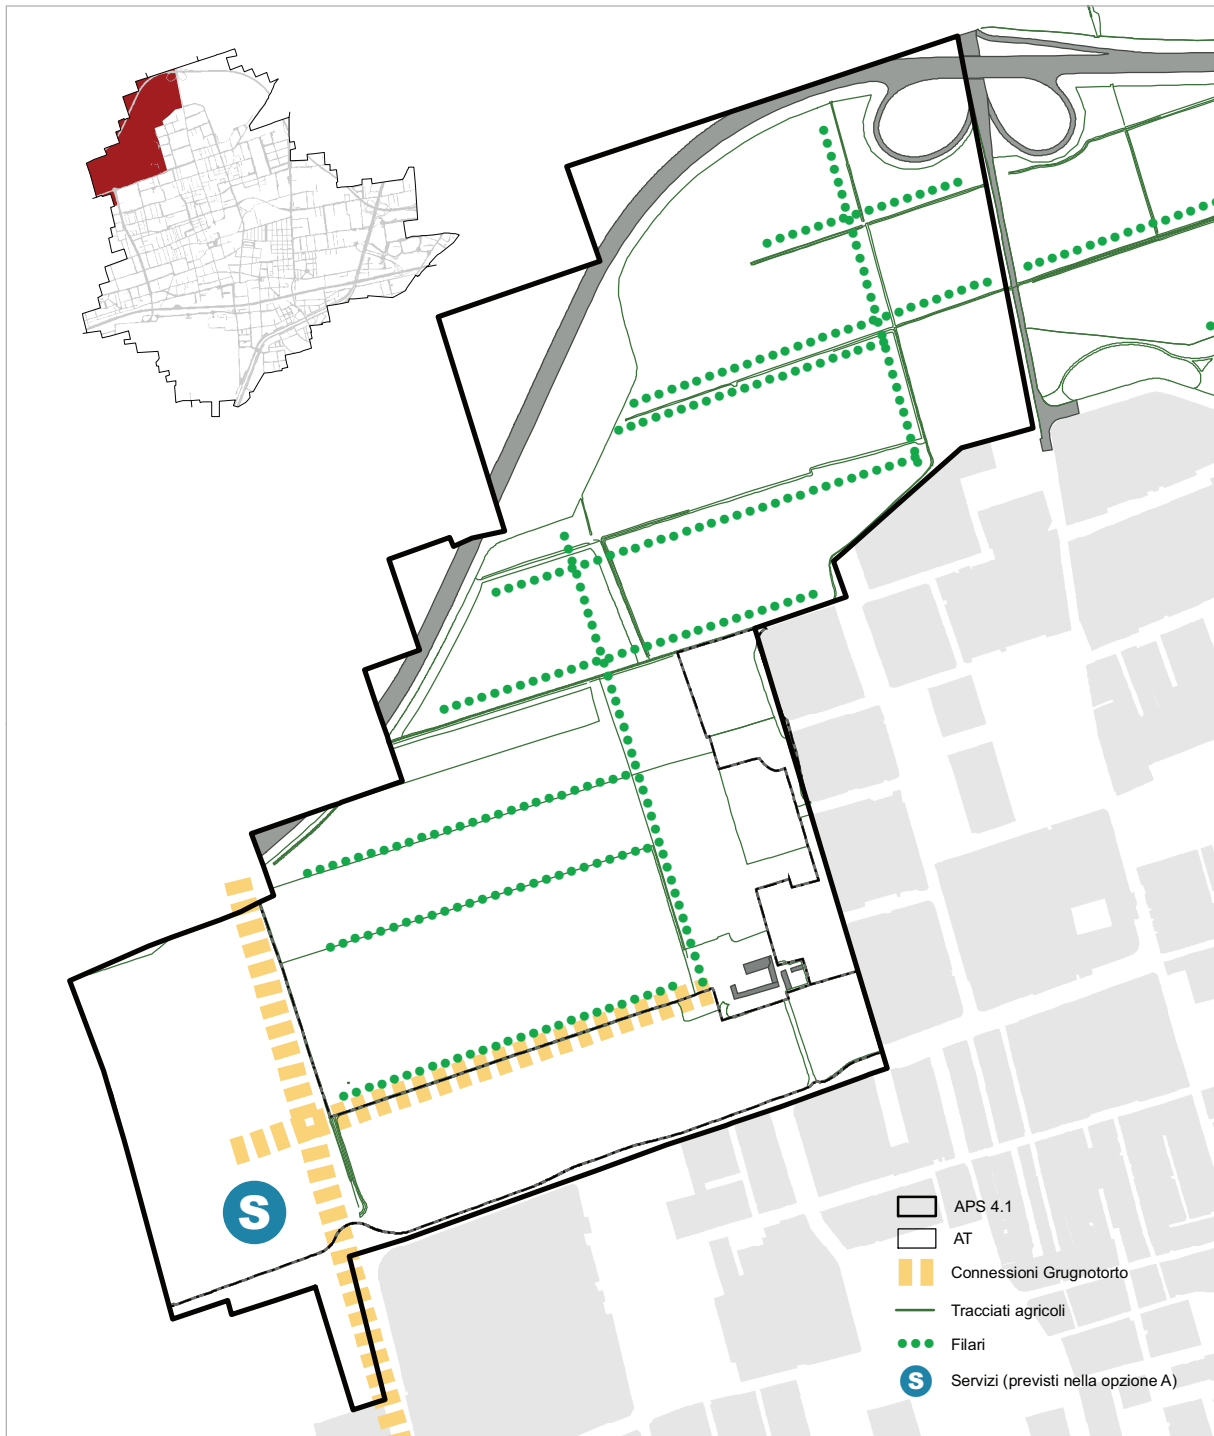 S
APS 4.1
AT
Connessioni Grugnotorto
Tracciati agricoli
Filari
S Servizi (previsti nella opzione A)